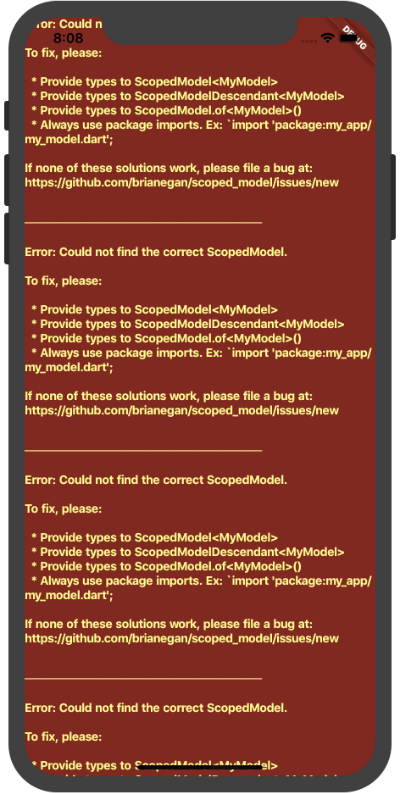 Error: Could n
8:08
DEBUG
To fix, please:
* Provide types to ScopedModel<MyModel>
* Provide types to ScopedModelDescendant<MyModel>
* Provide types to ScopedModel.of<MyModel>()
* Always use package imports. Ex: `import 'package:my_app/
my_model.dart';
If none of these solutions work, please file a bug at:
https://github.com/brianegan/scoped_model/issues/new
Error: Could not find the correct ScopedModel.
To fix, please:
* Provide types to ScopedModel<MyModel>
* Provide types to ScopedModelDescendant<MyModel>
* Provide types to ScopedModel.of<MyModel>()
* Always use package imports. Ex: `import 'package:my_app/
my_model.dart';
If none of these solutions work, please file a bug at:
https://github.com/brianegan/scoped_model/issues/new
Error: Could not find the correct ScopedModel.
To fix, please:
* Provide types to ScopedModel<MyModel>
* Provide types to ScopedModelDescendant<MyModel>
* Provide types to ScopedModel.of<MyModel>()
* Always use package imports. Ex: `import 'package:my_app/
my_model.dart';
If none of these solutions work, please file a bug at:
https://github.com/brianegan/scoped_model/issues/new
Error: Could not find the correct ScopedModel.
To fix, please:
* Provide types to ScopedModel<MyModel>